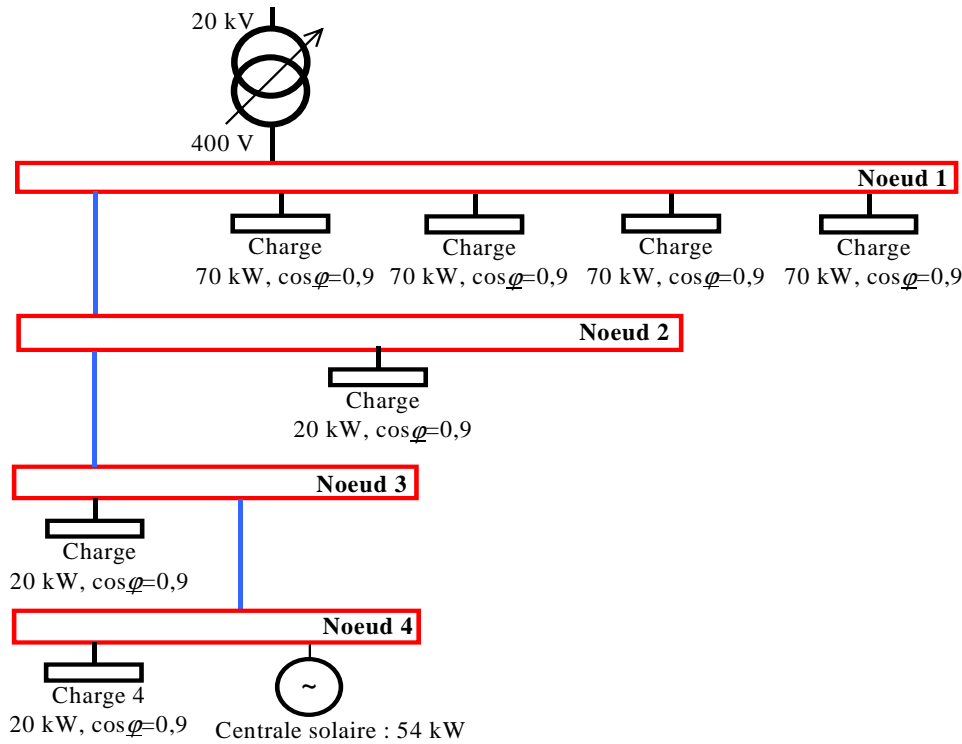 20 kV
400 V
Noeud 1
Charge Charge Charge Charge
70 kW, cosφ=0,9 70 kW, cosφ=0,9 70 kW, cosφ=0,9 70 kW, cosφ=0,9
Noeud 2
Charge
20 kW, cosφ=0,9
Noeud 3
Charge
20 kW, cosφ=0,9
Noeud 4
~
Charge 4
20 kW, cosφ=0,9 Centrale solaire : 54 kW